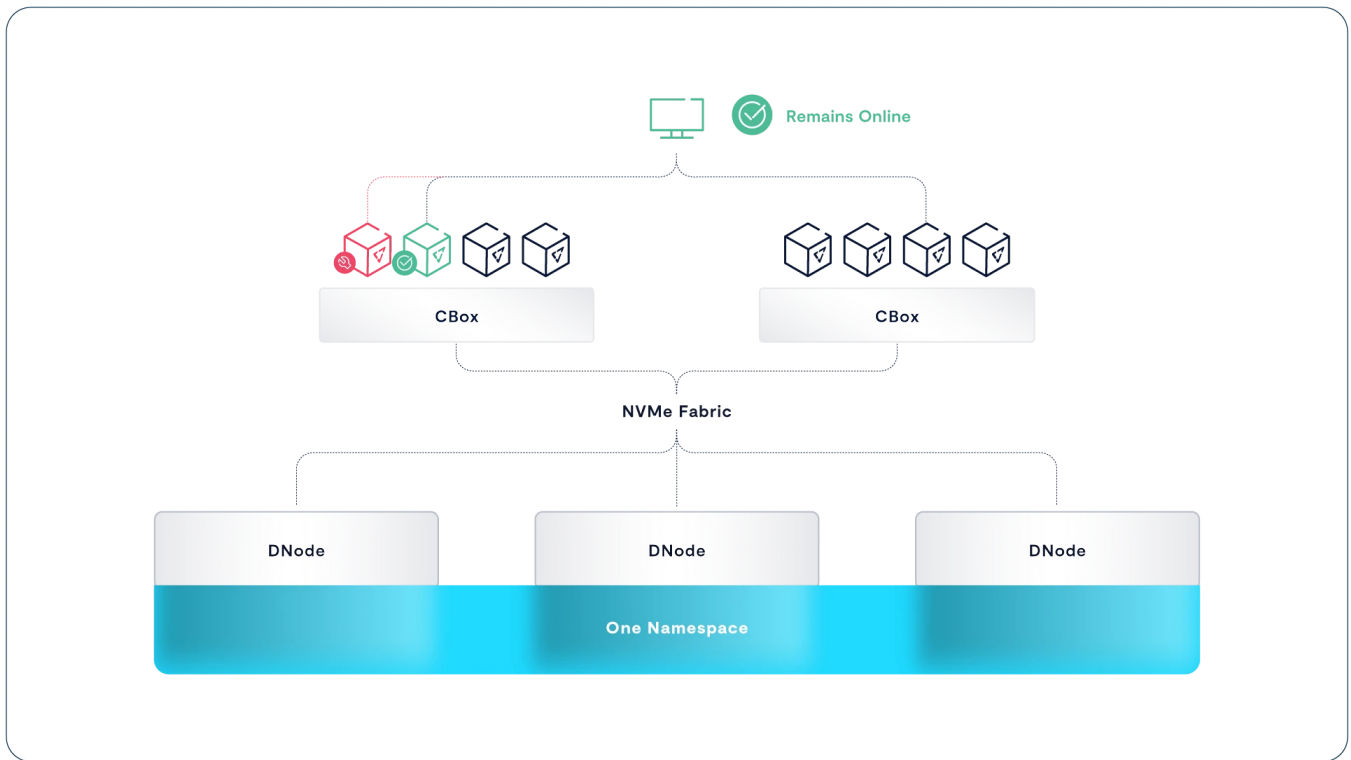 Remains Online
CBox
CBox
NVMe Fabric
DNode
DNode
DNode
One Namespace